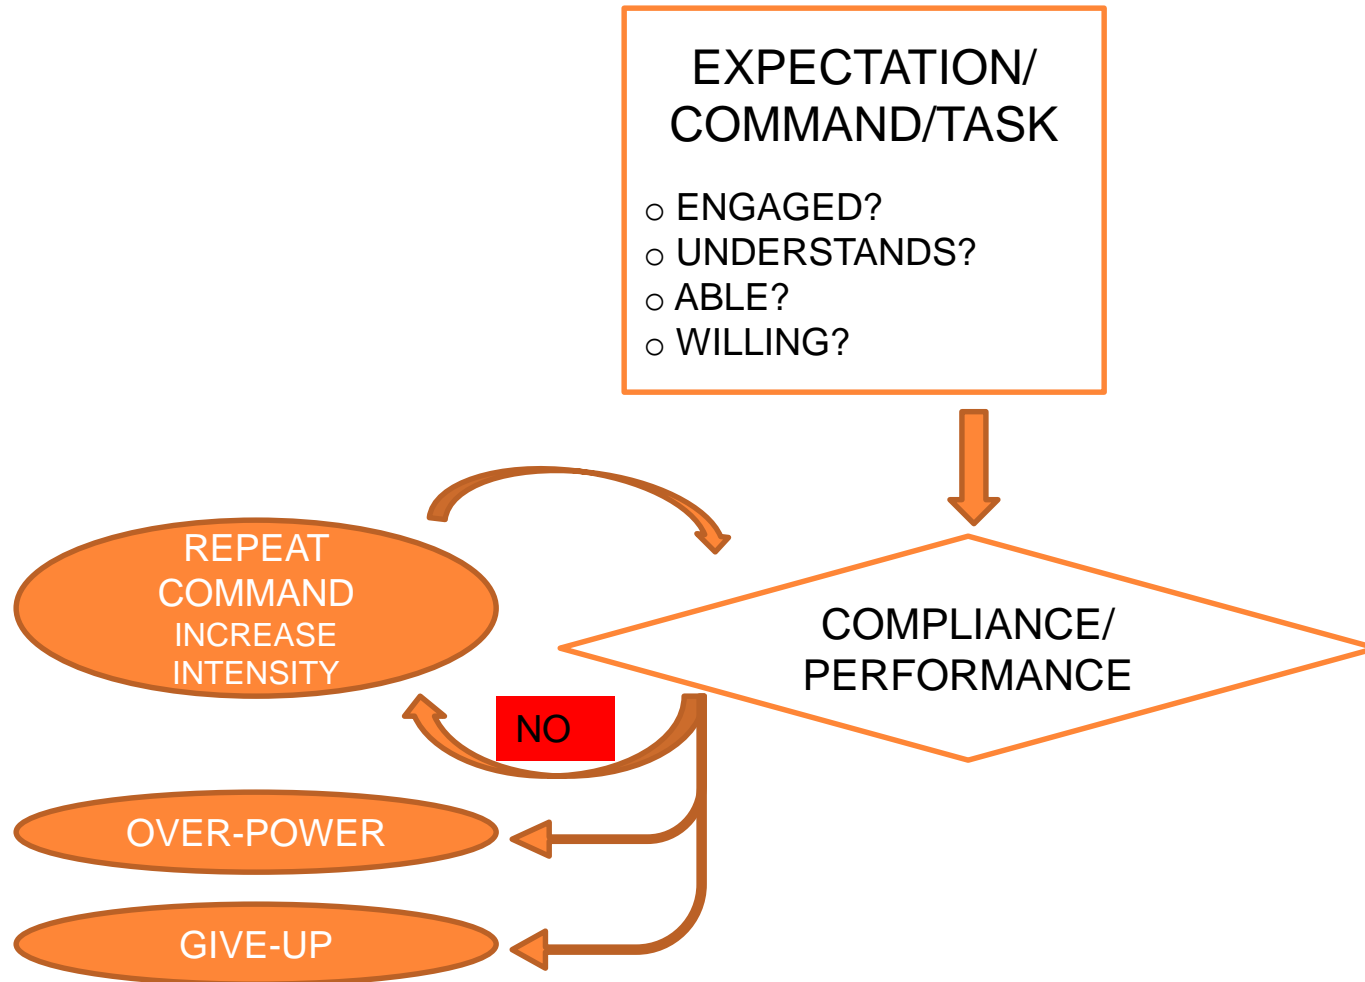 EXPECTATION/
COMMAND/TASK
o ENGAGED?
o UNDERSTANDS?
o ABLE?
o WILLING?
REPEAT
COMMAND
INCREASE
INTENSITY
COMPLIANCE/
PERFORMANCE
NO
OVER-POWER
GIVE-UP